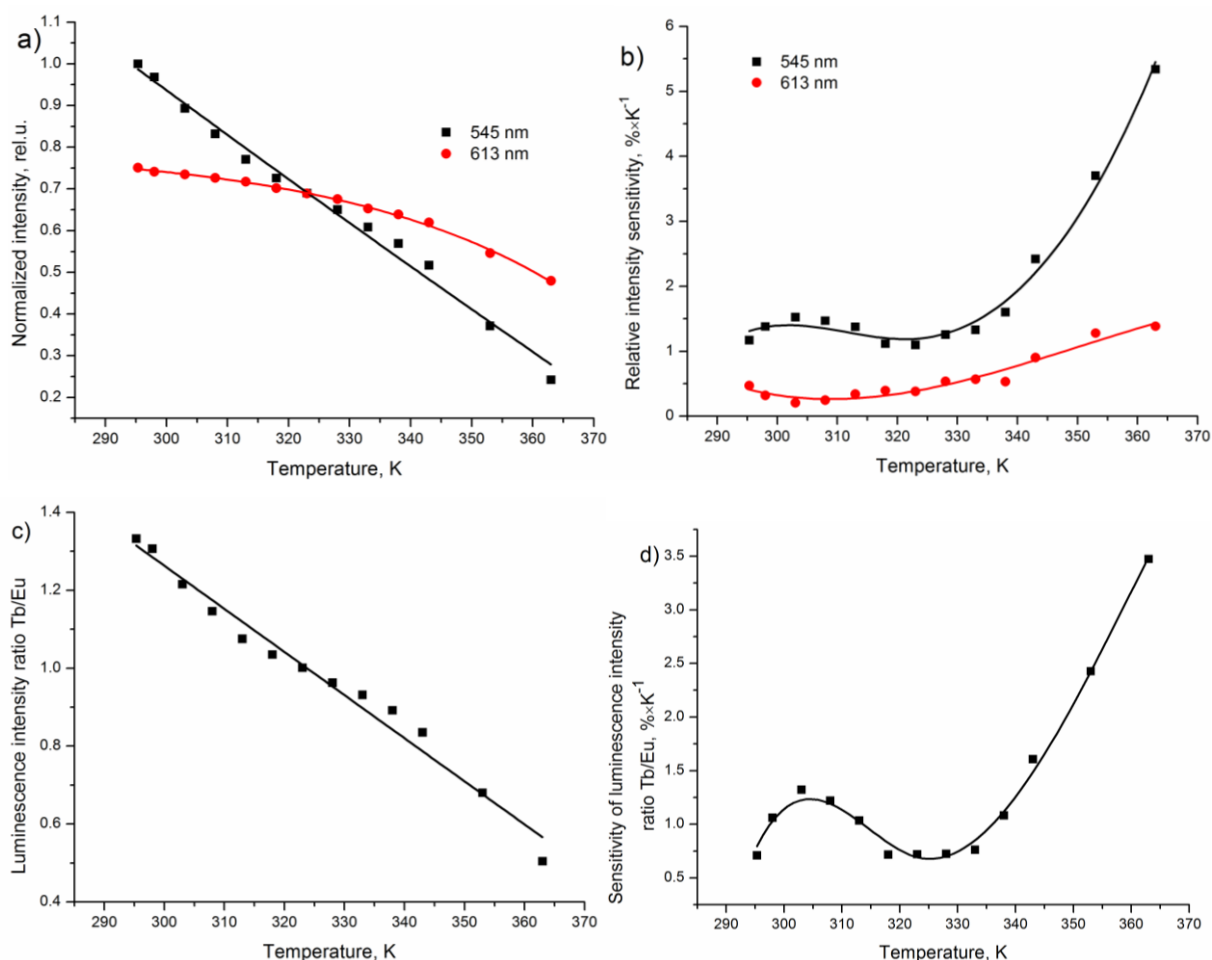 a)
Normalized intensity, rel.u.
1.1
1.0
0.9
0.8
0.7
0.6
0.5
0.4
0.3
0.2
545 nm
613 nm
290 300 310 320 330 340 350 360 370
Temperature, K
b)
Relative intensity sensitivity, %×K-1
6
5
4
3
2
1
0
545 nm
613 nm
290 300 310 320 330 340 350 360 370
Temperature, K
c)
Luminescence intensity ratio Tb/Eu
1.4
1.2
1.0
0.8
0.6
0.4
290 300 310 320 330 340 350 360 370
Temperature, K
d)
Sensitivity of luminescence intensity
ratio Tb/Eu, %×K-1
3.5
3.0
2.5
2.0
1.5
1.0
0.5
290 300 310 320 330 340 350 360 370
Temperature, K